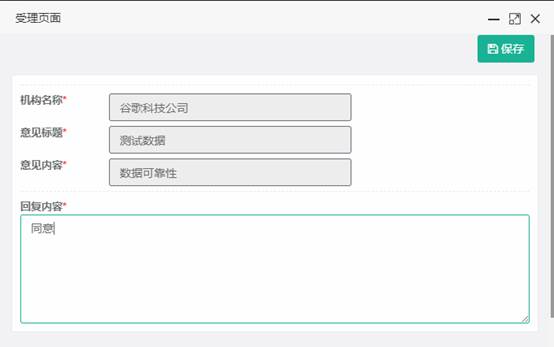 受理页面
保存
机构名称* 谷歌科技公司
意见标题* 测试数据
意见内容* 数据可靠性
回复内容*
同意